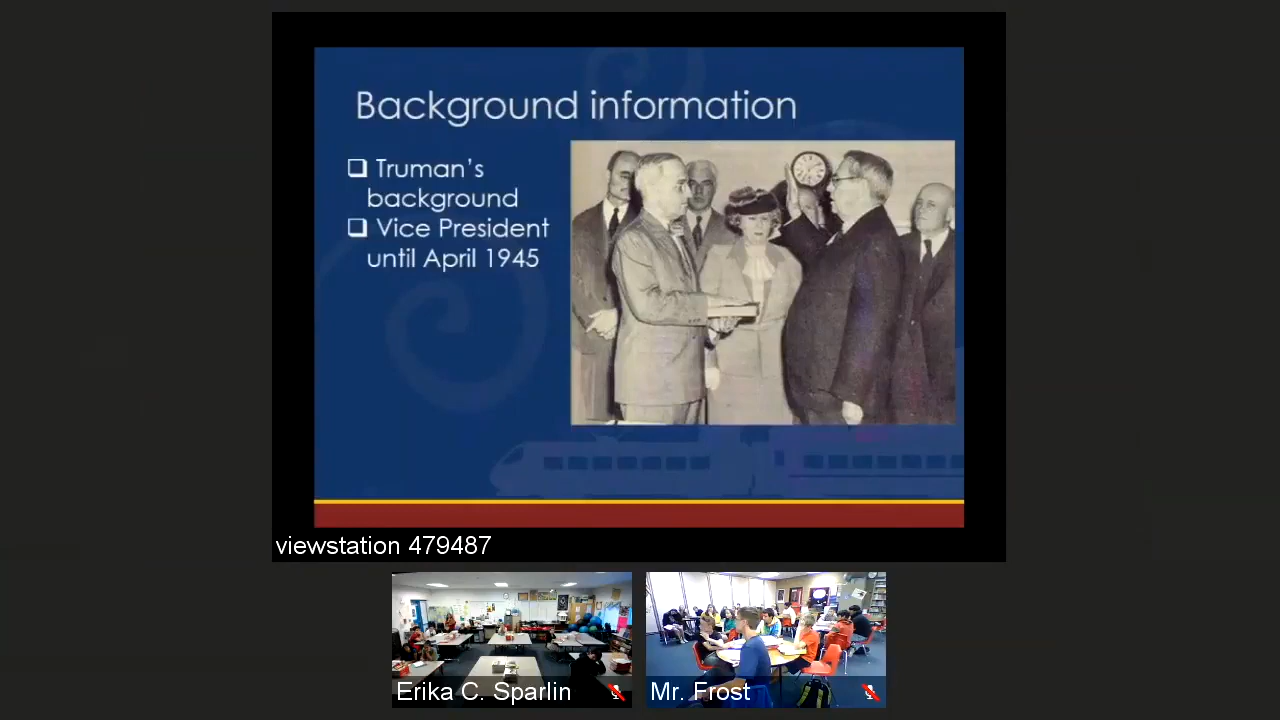 Background information
❑ Truman's
background
❑ Vice President
until April 1945
viewstation 479487
Erika C. Sparlin
Mr. Frost